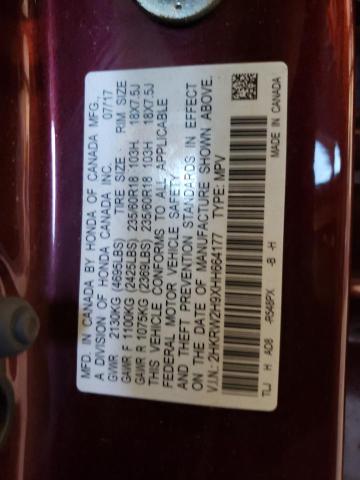 MFD. IN CANADA BY HONDA OF CANADA MFG.
A DIVISION OF HONDA CANADA INC. 07/17
GVWR 2130KG (4695LBS) TIRE SIZE RIM SIZE
GAWR F 1100KG (2425LBS) 235/60R18 103H 18X7.5J
GAWR R 1075KG (2369LBS) 235/60R18 103H 18X7.5J
THIS VEHICLE CONFORMS TO ALL APPLICABLE
FEDERAL MOTOR VEHICLE SAFETY
AND THEFT PREVENTION STANDARDS IN EFFECT
ON THE DATE OF MANUFACTURE SHOWN ABOVE.
V.I.N.: 2HKRW2H9XHH664177 TYPE: MPV
TLJ H AD8 -R548PX -B -H MADE IN CANADA